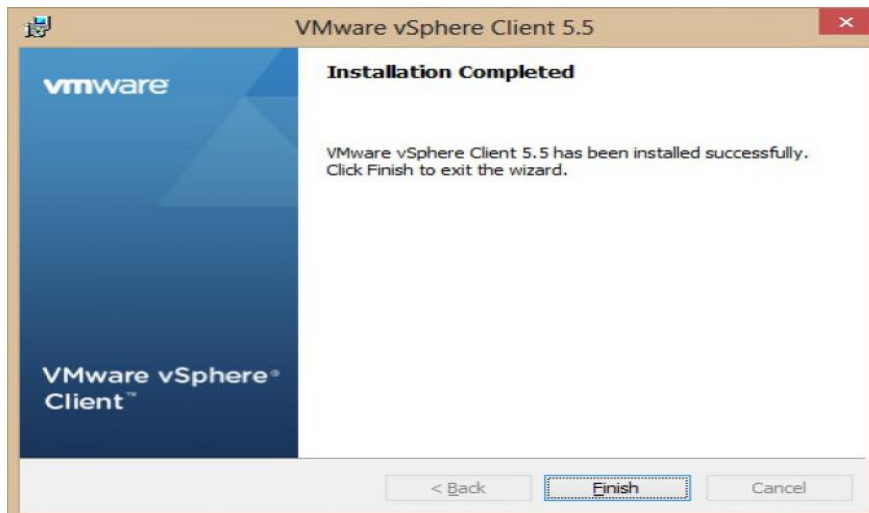 VMware vSphere Client 5.5
vmware
Installation Completed
VMware vSphere Client 5.5 has been installed successfully.
Click Finish to exit the wizard.
VMware vSphere®
Client™
< Back
Finish
Cancel